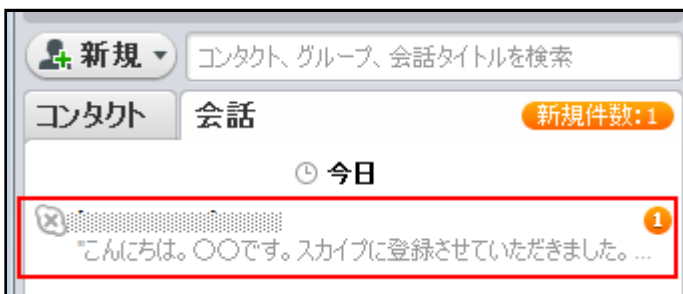 新規
コンタクト、グループ、会話タイトルを検索
コンタクト
会話
新規件数:1
今日
1
"こんにちは。〇〇です。スカイプに登録させていただきました。...